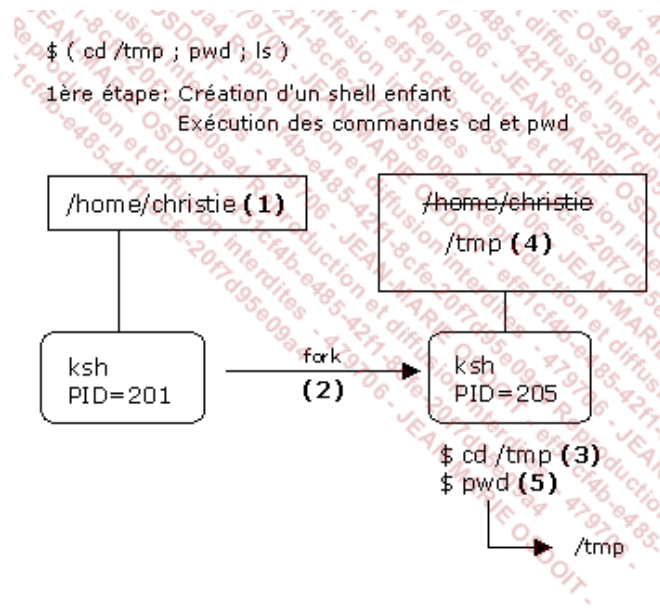 $ ( cd /tmp ; pwd ; ls )
1ère étape: Création d'un shell enfant
Exécution des commandes cd et pwd
/home/christie (1)
/home/christie
/tmp (4)
ksh
PID=201
fork
(2)
ksh
PID=205
$ cd /tmp (3)
$ pwd (5)
/tmp